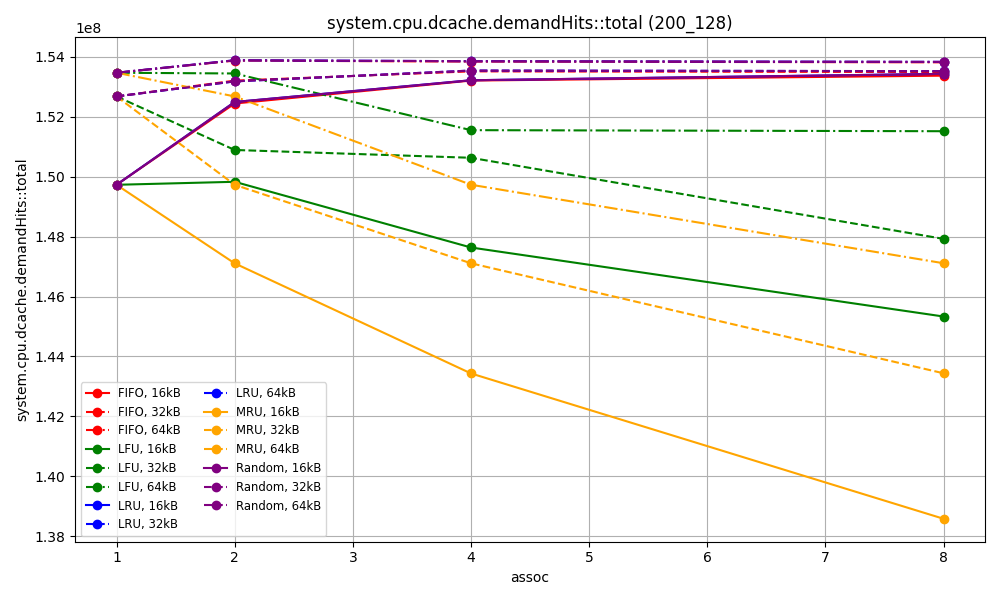 system.cpu.dcache.demandHits::total (200_128)
1e8
1.54
1.52
1.50
1.48
1.46
1.44
1.42
1.40
1.38
system.cpu.dcache.demandHits::total
FIFO, 16kB
FIFO, 32kB
FIFO, 64kB
LFU, 16kB
LFU, 32kB
LFU, 64kB
LRU, 16kB
LRU, 32kB
LRU, 64kB
MRU, 16kB
MRU, 32kB
MRU, 64kB
Random, 16kB
Random, 32kB
Random, 64kB
1 2 3 4 5 6 7 8
assoc